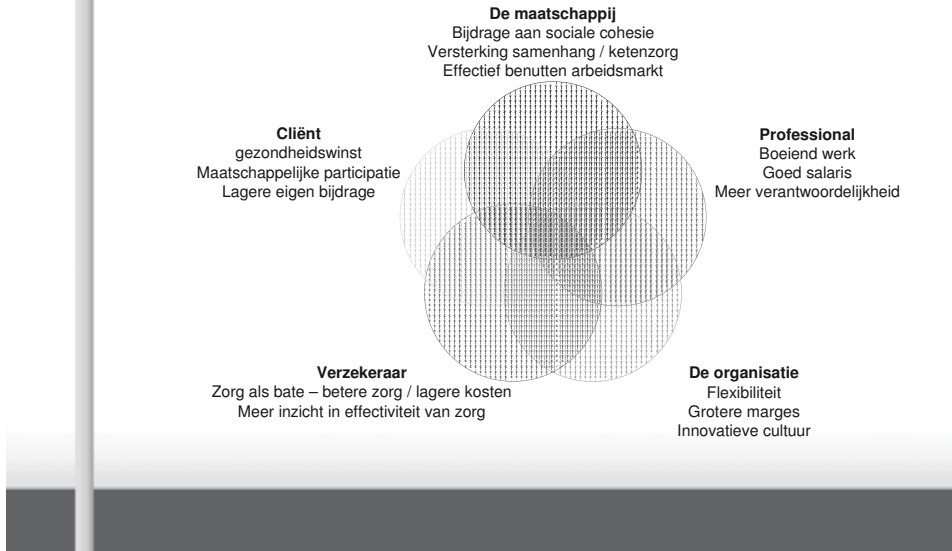 De maatschappij
Bijdrage aan sociale cohesie
Versterking samenhang / ketenzorg
Effectief benutten arbeidsmarkt
Cliënt
gezondheidswinst
Maatschappelijke participatie
Lagere eigen bijdrage
Professional
Boeiend werk
Goed salaris
Meer verantwoordelijkheid
Verzekeraar
Zorg als bate – betere zorg / lagere kosten
Meer inzicht in effectiviteit van zorg
De organisatie
Flexibiliteit
Grotere marges
Innovatieve cultuur